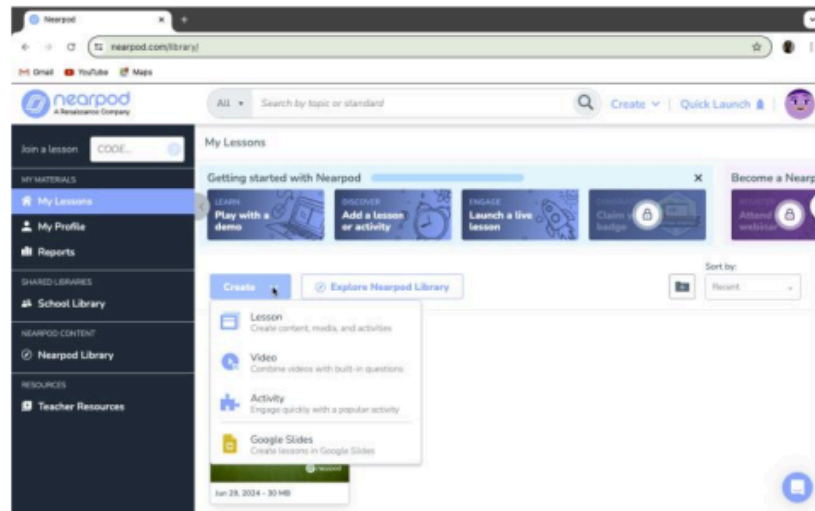 Nearpod
nearpod.com/library/
Gmail YouTube Maps
nearpod
A Renaissance Company
All Search by topic or standard
Create Quick Launch
Join a lesson CODE...
MY MATERIALS
My Lessons
My Profile
Reports
SHARED LIBRARIES
School Library
NEARPOD CONTENT
Nearpod Library
RESOURCES
Teacher Resources
My Lessons
Getting started with Nearpod
LEARN
Play with a
demo
DISCOVER
Add a lesson
or activity
ENGAGE
Launch a live
lesson
Claim
badge
Become a Nearp
Attend
webinar
Create
Explore Nearpod Library
Sort by:
Recent
Lesson
Create content, media, and activities
Video
Combine videos with built-in questions
Activity
Engage quickly with a popular activity
Google Slides
Create lessons in Google Slides
nearpod
Jun 29, 2024 - 30 MB